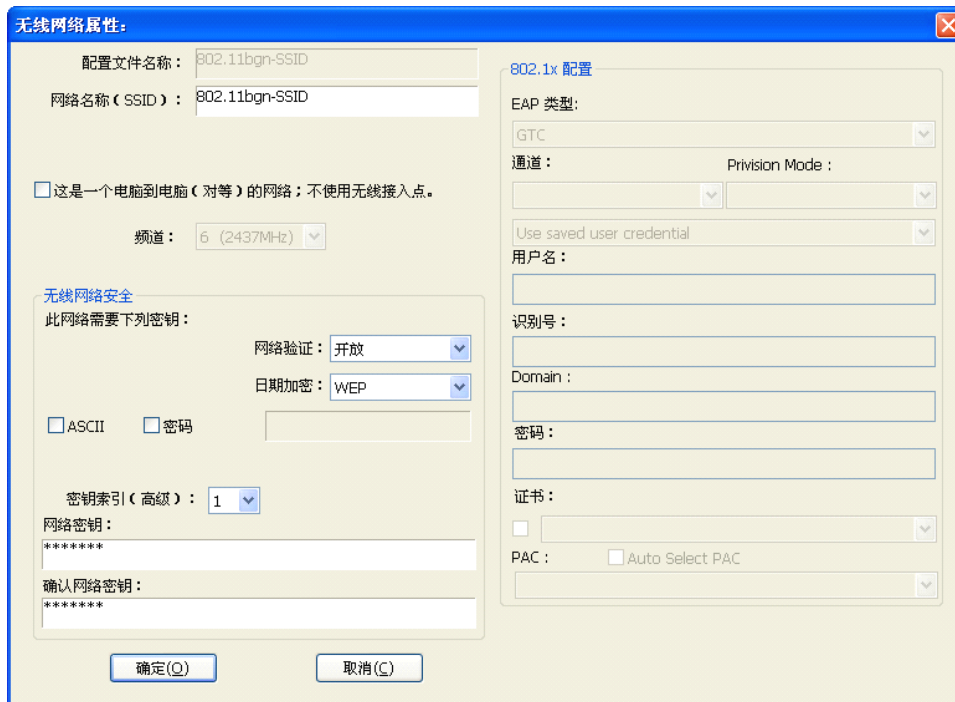 无线网络属性：
配置文件名称： 802.11bgn-SSID
网络名称（SSID）： 802.11bgn-SSID
这是一个电脑到电脑（对等）的网络；不使用无线接入点。
频道： 6 (2437MHz)
无线网络安全
此网络需要下列密钥：
网络验证： 开放
日期加密： WEP
ASCII 密码
密钥索引（高级）： 1
网络密钥：
*******
确认网络密钥：
*******
确定(O) 取消(C)
802.1x 配置
EAP 类型:
GTC
通道： Privision Mode :
Use saved user credential
用户名：
识别号：
Domain :
密码：
证书：
PAC : Auto Select PAC